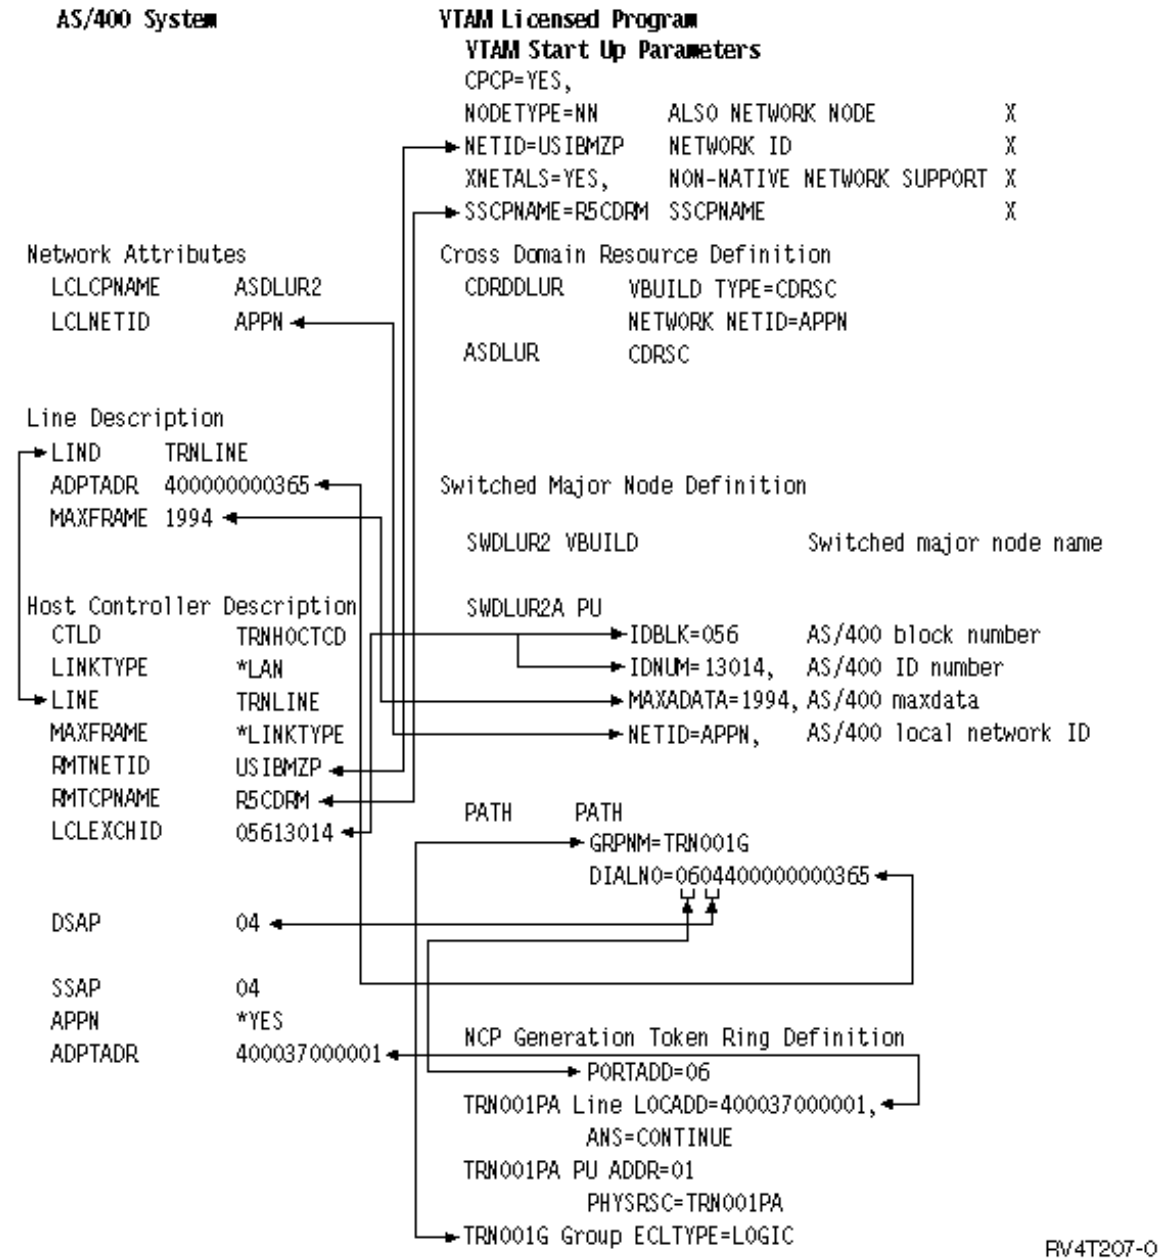 AS/400 System VTAM Licensed Program
VTAM Start Up Parameters
CPCP=YES,
NODETYPE=NN ALSO NETWORK NODE X
NETID=USIBMZP NETWORK ID X
XNETALS=YES, NON-NATIVE NETWORK SUPPORT X
SSCPNAME=R5CDRM SSCPNAME X
Network Attributes Cross Domain Resource Definition
LCLCPNAME ASDLUR2 CDRDDLUR VBUILD TYPE=CDRSC
LCLNETID APPN NETWORK NETID=APPN
ASDLUR CDRSC
Line Description
LIND TRNLINE
ADPTADR 400000000365 Switched Major Node Definition
MAXFRAME 1994
SWDLUR2 VBUILD Switched major node name
Host Controller Description SWDLUR2A PU
CTLD TRNHOCTCD IDBLK=056 AS/400 block number
LINKTYPE *LAN IDNUM=13014, AS/400 ID number
LINE TRNLINE MAXADATA=1994, AS/400 maxdata
MAXFRAME *LINKTYPE NETID=APPN, AS/400 local network ID
RMTNETID USIBMZP
RMTCPNAME R5CDRM PATH PATH
LCLEXCHID 05613014 GRPNM=TRN001G
DIALNO=0604400000000365
DSAP 04
SSAP 04
APPN *YES NCP Generation Token Ring Definition
ADPTADR 400037000001
PORTADD=06
TRN001PA Line LOCADD=400037000001,
ANS=CONTINUE
TRN001PA PU ADDR=01
PHYSRSC=TRN001PA
TRN001G Group ECLTYPE=LOGIC
RV4T207-0